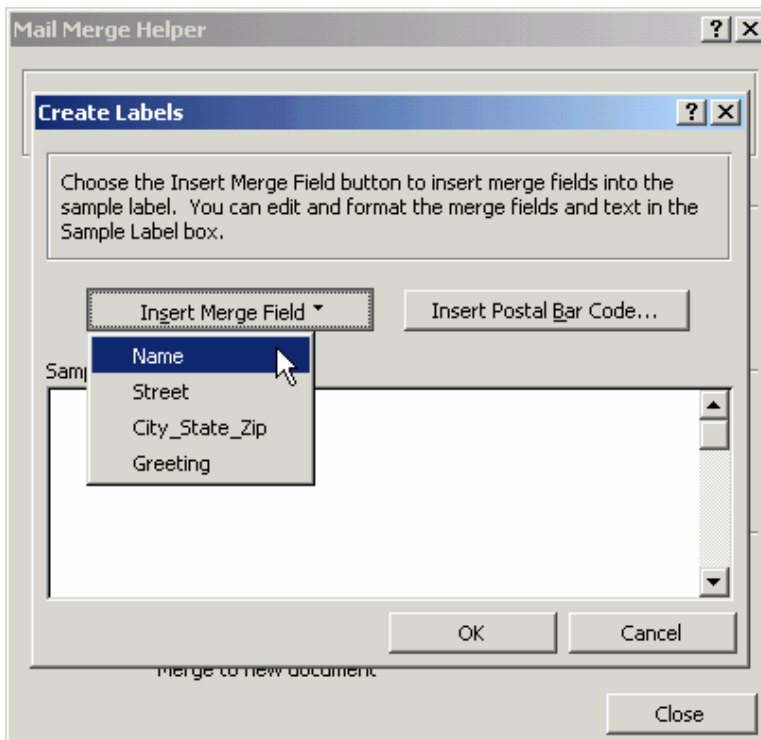 Mail Merge Helper
Create Labels
Choose the Insert Merge Field button to insert merge fields into the
sample label. You can edit and format the merge fields and text in the
Sample Label box.
Insert Merge Field Insert Postal Bar Code...
Name
Samp
Street
City_State_Zip
Greeting
OK Cancel
Merge to new document
Close